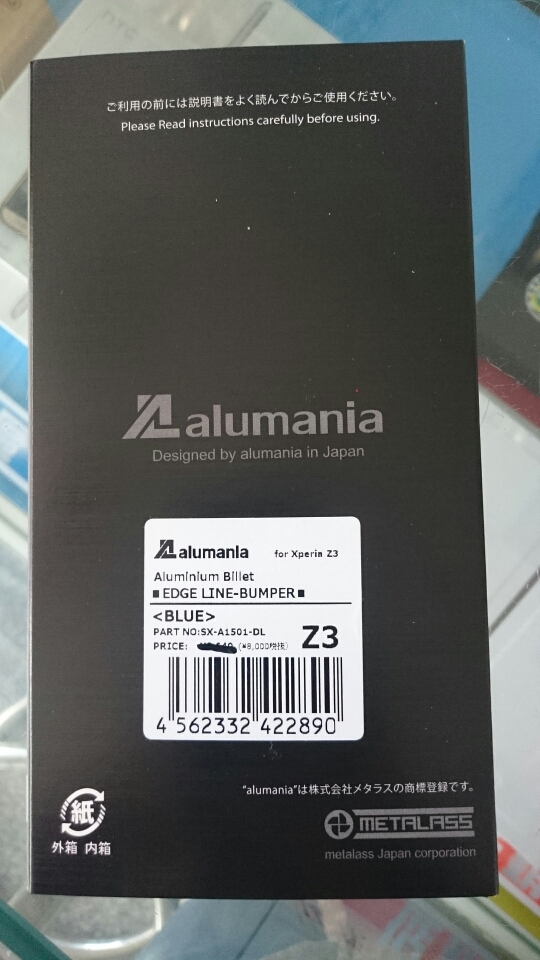 ご利用の前には説明書をよく読んでからご使用ください。
Please Read instructions carefully before using.
alumania
Designed by alumania in Japan
alumania for Xperia Z3
Aluminium Billet
■EDGE LINE-BUMPER■
<BLUE>
PART NO:SX-A1501-DL
PRICE: (¥8,000税抜) Z3
4 562332 422890
"alumania"は株式会社メタラスの商標登録です。
紙
METALASS
外箱 内箱
metalass Japan corporation